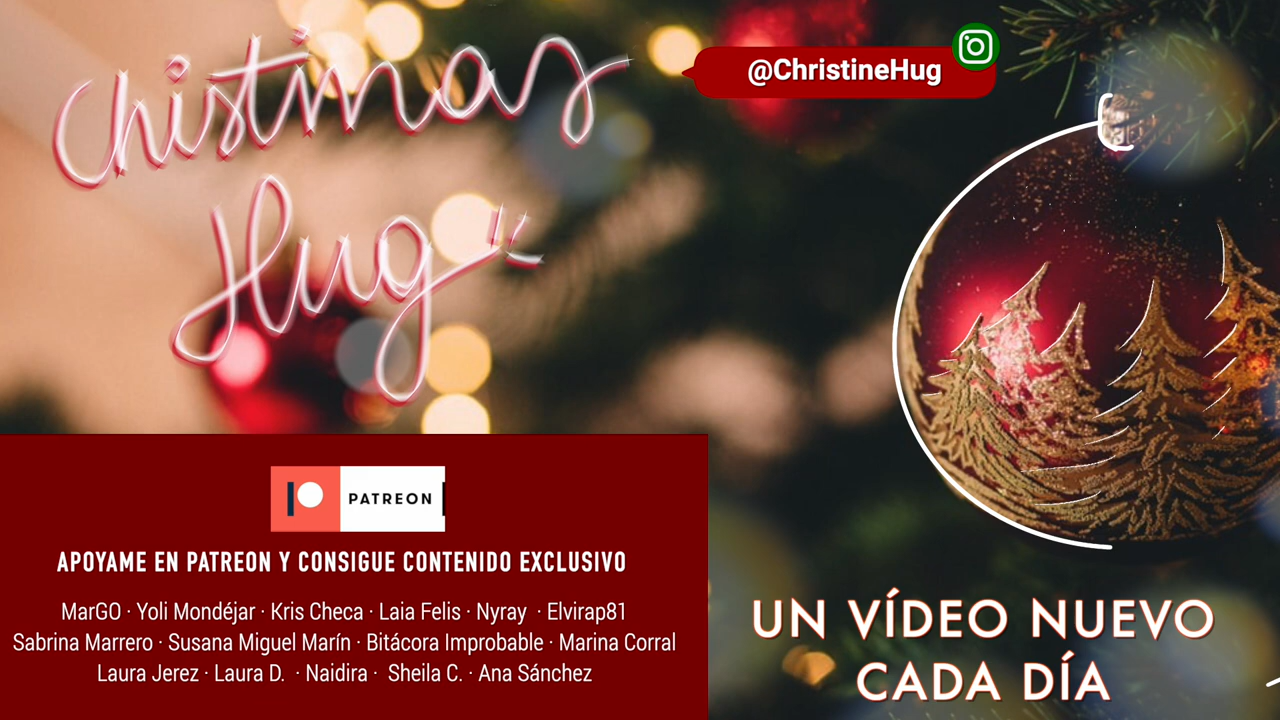 Chistmas
Hug
@ChristineHug
PATREON
APOYAME EN PATREON Y CONSIGUE CONTENIDO EXCLUSIVO
MarGO · Yoli Mondéjar · Kris Checa · Laia Felis · Nyray · Elvirap81
Sabrina Marrero · Susana Miguel Marín · Bitácora Improbable · Marina Corral
Laura Jerez · Laura D. · Naidira · Sheila C. · Ana Sánchez
UN VÍDEO NUEVO
CADA DÍA